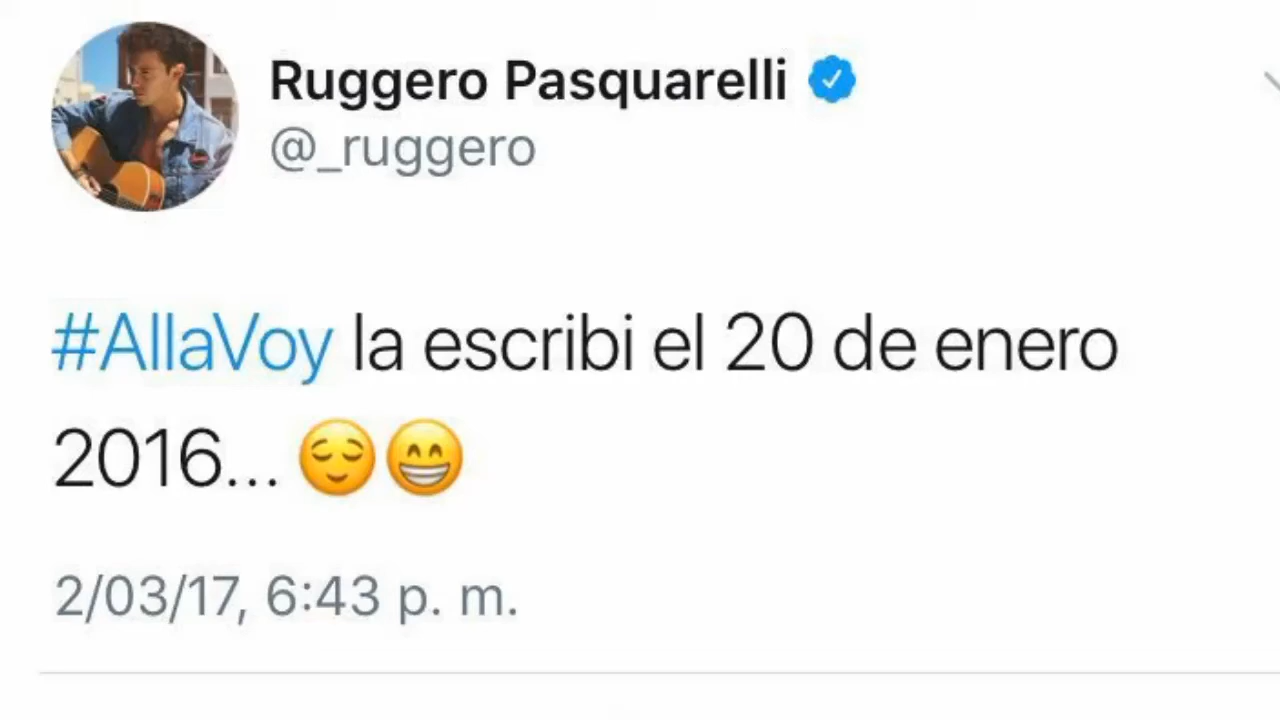 Ruggero Pasquarelli
@_ruggero
#AllaVoy la escribi el 20 de enero
2016... 😌😁
2/03/17, 6:43 p. m.